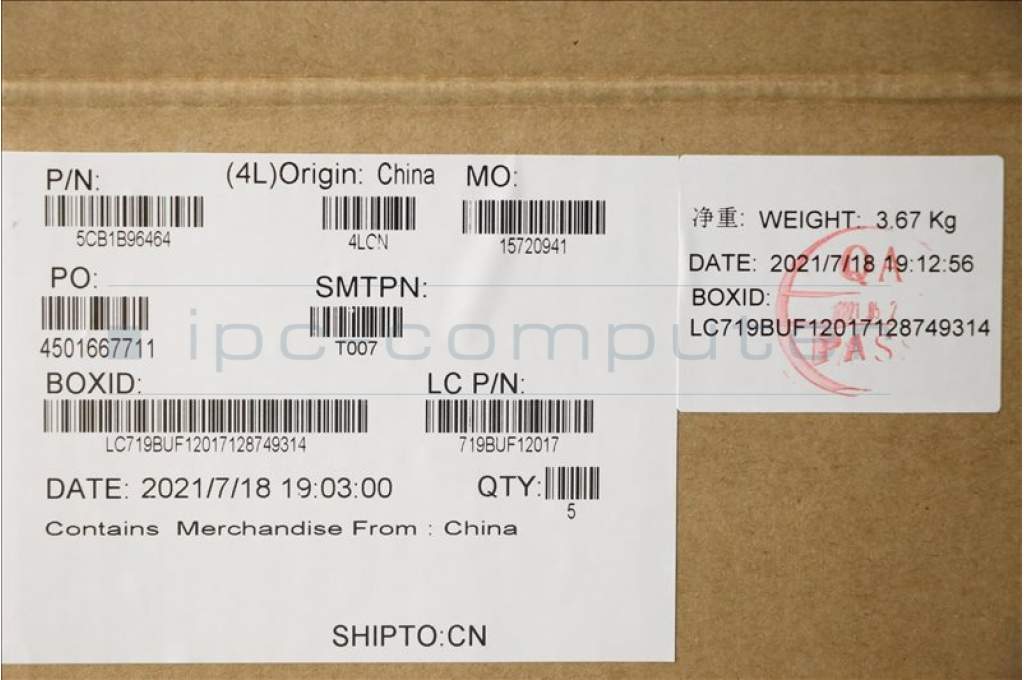 P/N: (4L)Origin: China MO:
5CB1B96464 4LCN 15720941
PO: SMTPN:
4501667711 T007
BOXID: LC P/N:
LC719BUF12017128749314 719BUF12017
DATE: 2021/7/18 19:03:00 QTY:
5
Contains Merchandise From : China
SHIPTO:CN
净重: WEIGHT: 3.67 Kg
DATE: 2021/7/18 19:12:56
BOXID:
LC719BUF12017128749314
QA
PAS
ipc compute